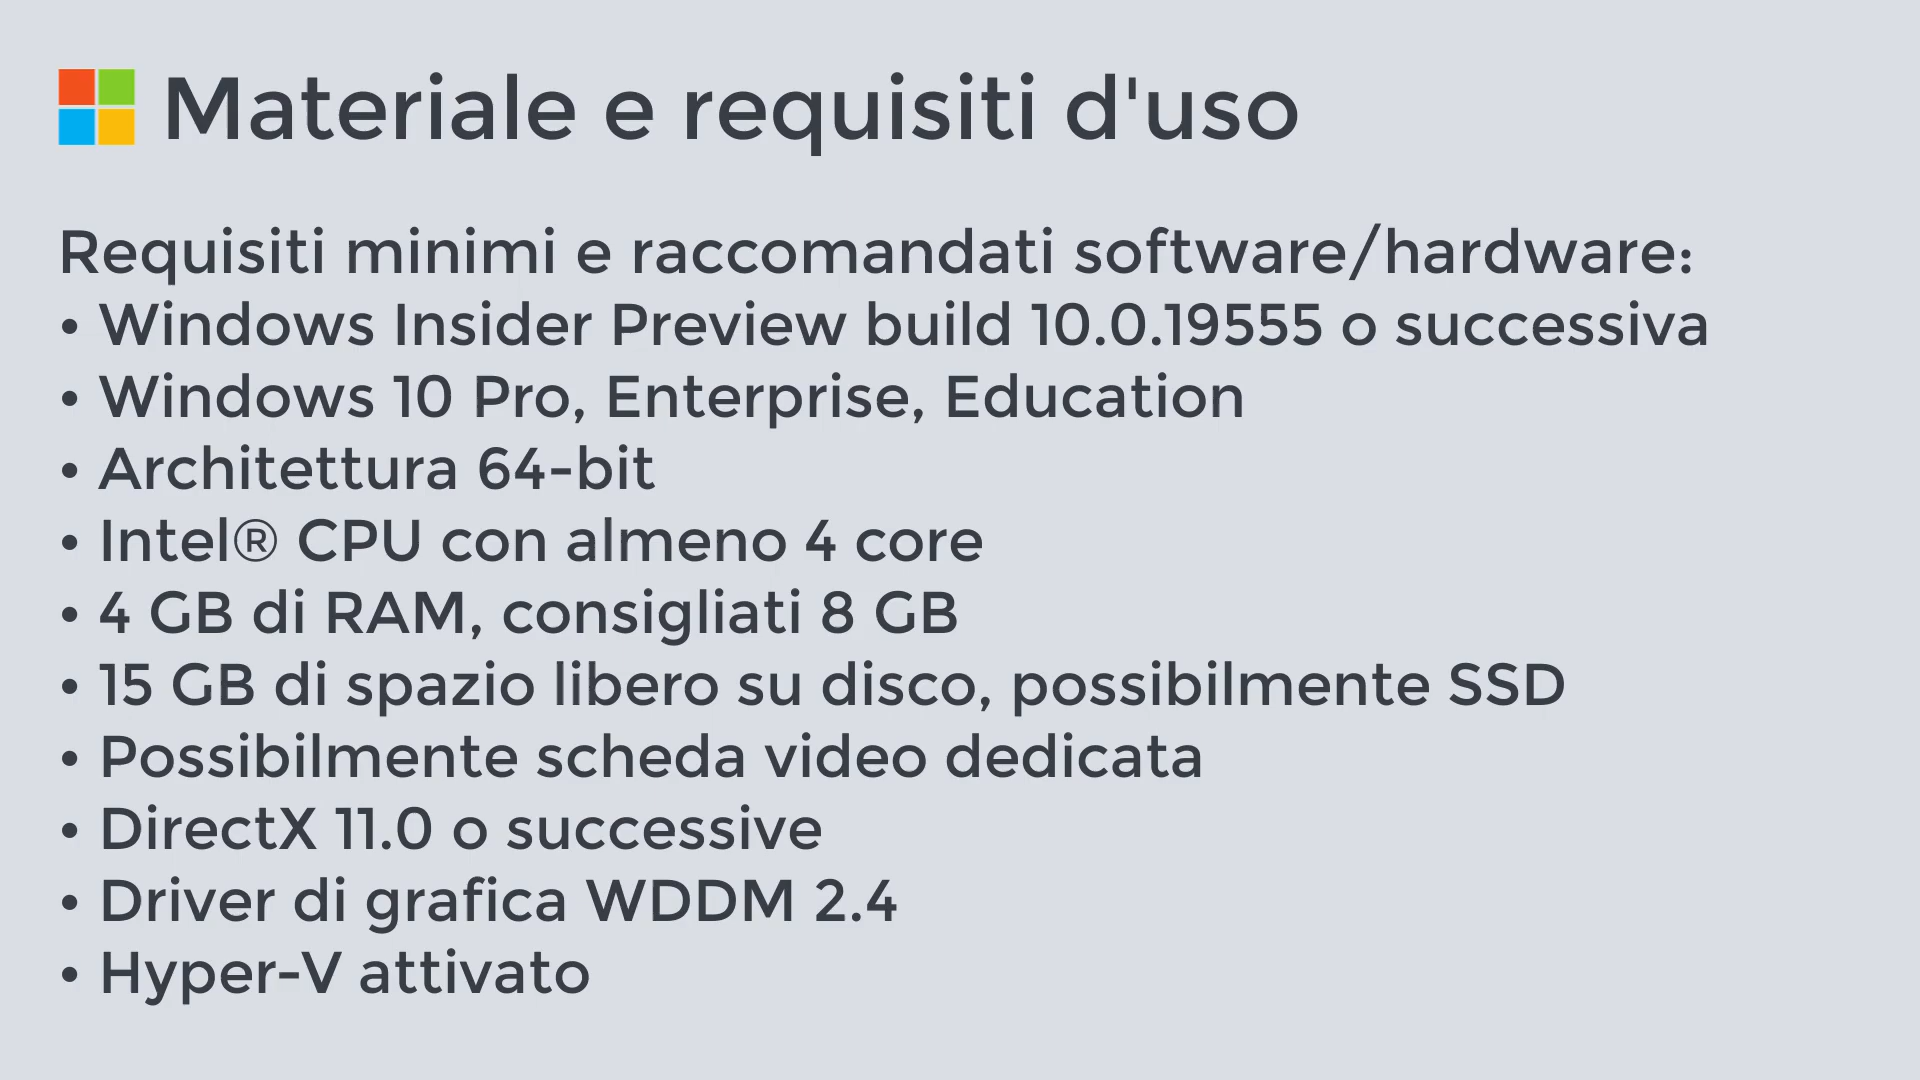 Materiale e requisiti d'uso
Requisiti minimi e raccomandati software/hardware:
• Windows Insider Preview build 10.0.19555 o successiva
• Windows 10 Pro, Enterprise, Education
• Architettura 64-bit
• Intel® CPU con almeno 4 core
• 4 GB di RAM, consigliati 8 GB
• 15 GB di spazio libero su disco, possibilmente SSD
• Possibilmente scheda video dedicata
• DirectX 11.0 o successive
• Driver di grafica WDDM 2.4
• Hyper-V attivato